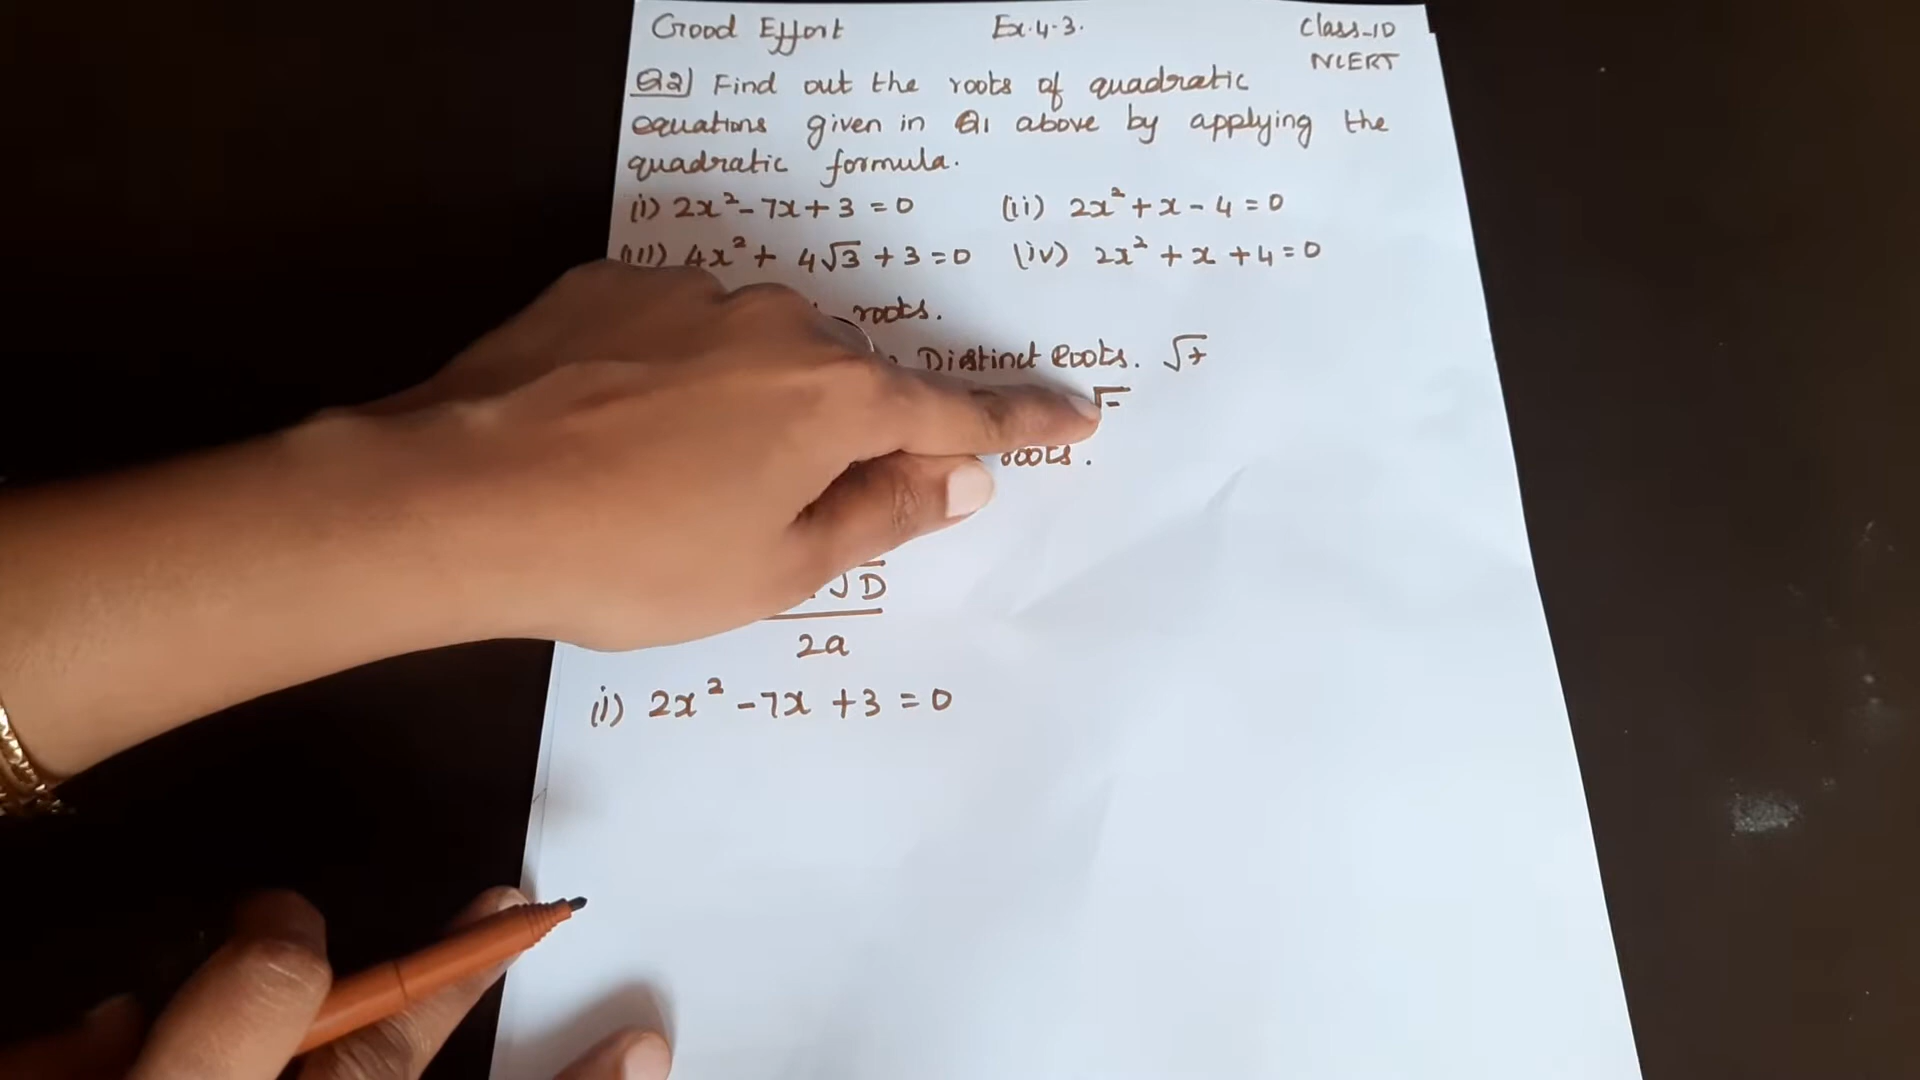 Good Effort Ex.4.3. Class-10
NCERT
Q2) Find out the roots of quadratic
equations given in Q1 above by applying the
quadratic formula.
(i) 2x² - 7x + 3 = 0 (ii) 2x² + x - 4 = 0
(iii) 4x² + 4√3 + 3 = 0 (iv) 2x² + x + 4 = 0
roots.
Distinct Roots. √+
√-
roots.
√D
2a
(i) 2x² - 7x + 3 = 0